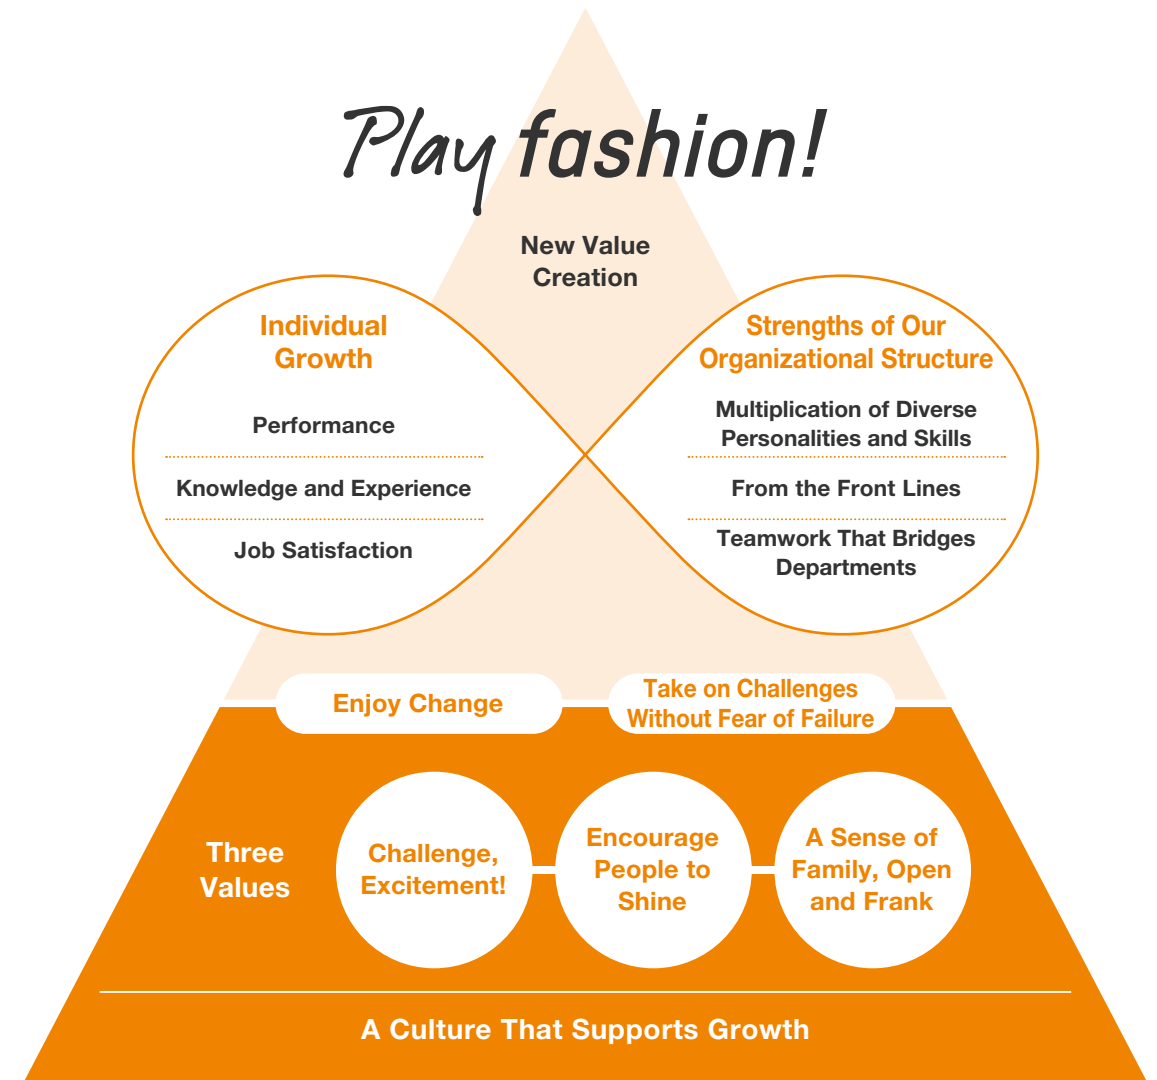 Play fashion!
New Value
Creation
Individual
Growth
Performance
Knowledge and Experience
Job Satisfaction
Strengths of Our
Organizational Structure
Multiplication of Diverse
Personalities and Skills
From the Front Lines
Teamwork That Bridges
Departments
Enjoy Change
Take on Challenges
Without Fear of Failure
Three
Values
Challenge,
Excitement!
Encourage
People to
Shine
A Sense of
Family, Open
and Frank
A Culture That Supports Growth